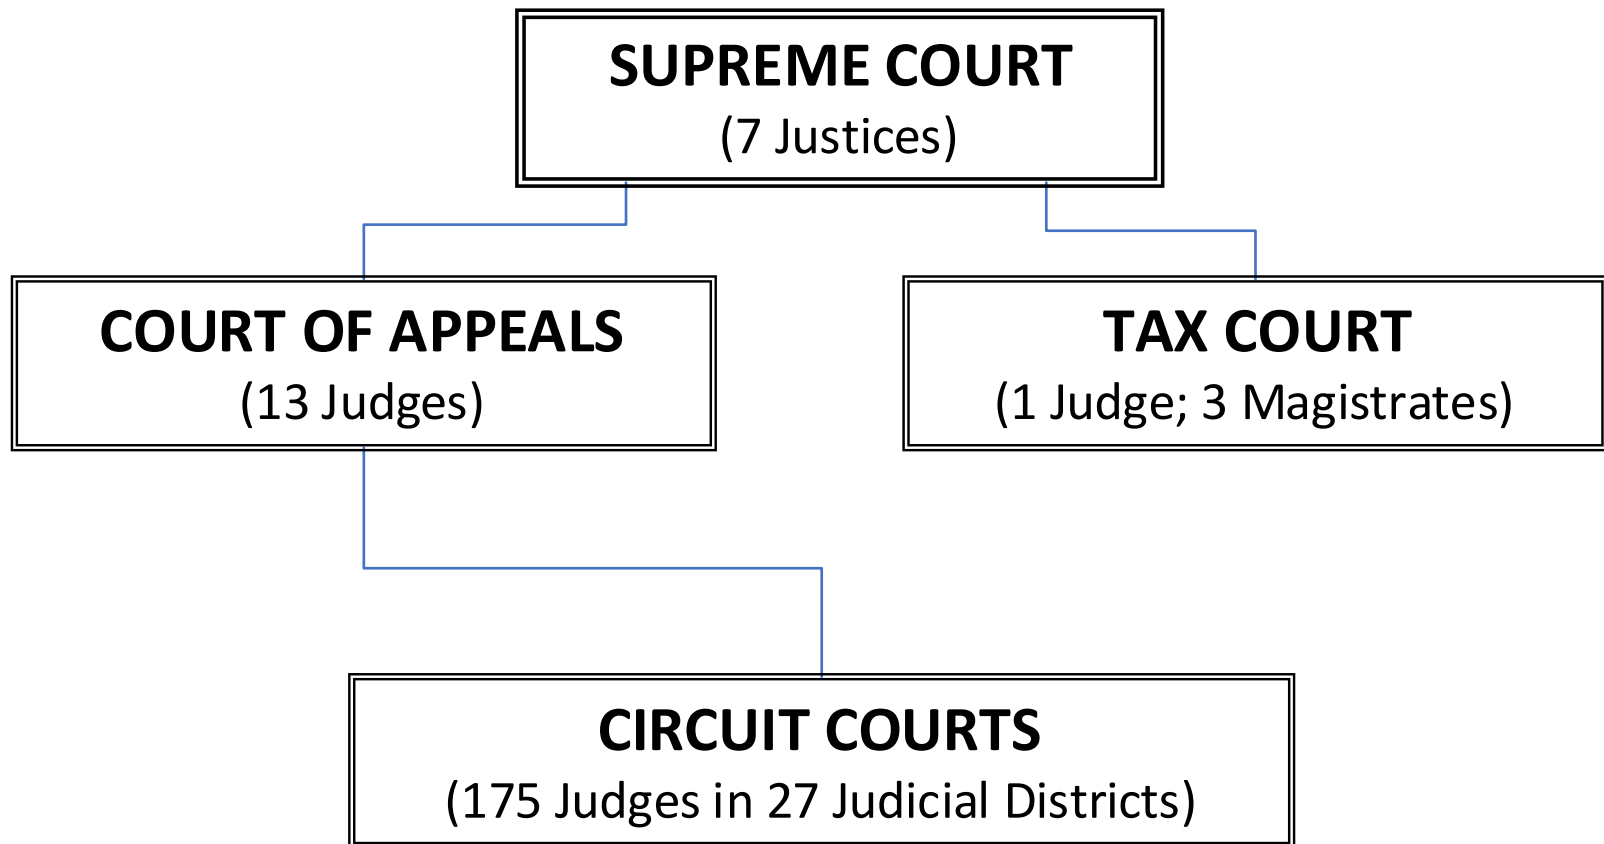 SUPREME COURT
(7 Justices)
COURT OF APPEALS
(13 Judges)
TAX COURT
(1 Judge; 3 Magistrates)
CIRCUIT COURTS
(175 Judges in 27 Judicial Districts)